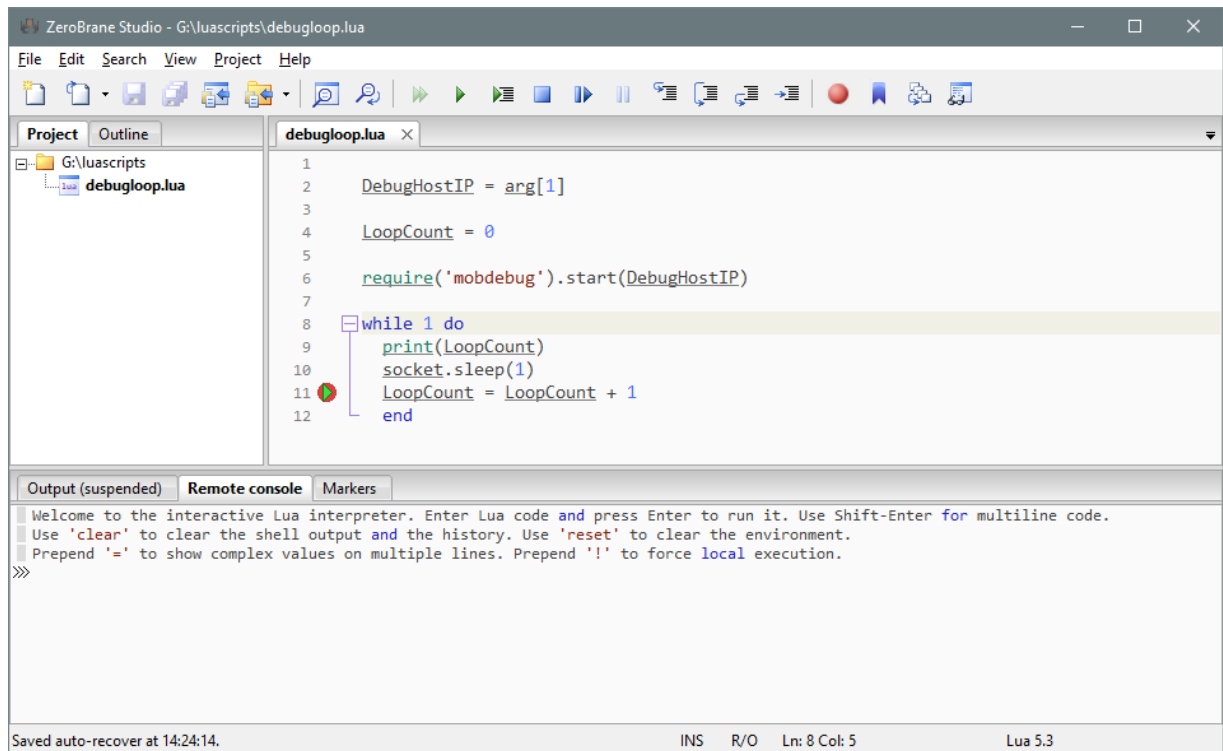 ZeroBrane Studio - G:\luascripts\debugloop.lua
File Edit Search View Project Help
Project Outline
debugloop.lua
G:\luascripts
debugloop.lua
1
2 DebugHostIP = arg[1]
3
4 LoopCount = 0
5
6 require('mobdebug').start(DebugHostIP)
7
8 while 1 do
9 print(LoopCount)
10 socket.sleep(1)
11 LoopCount = LoopCount + 1
12 end
Output (suspended) Remote console Markers
Welcome to the interactive Lua interpreter. Enter Lua code and press Enter to run it. Use Shift-Enter for multiline code.
Use 'clear' to clear the shell output and the history. Use 'reset' to clear the environment.
Prepend '=' to show complex values on multiple lines. Prepend '!' to force local execution.
Saved auto-recover at 14:24:14. INS R/O Ln: 8 Col: 5 Lua 5.3